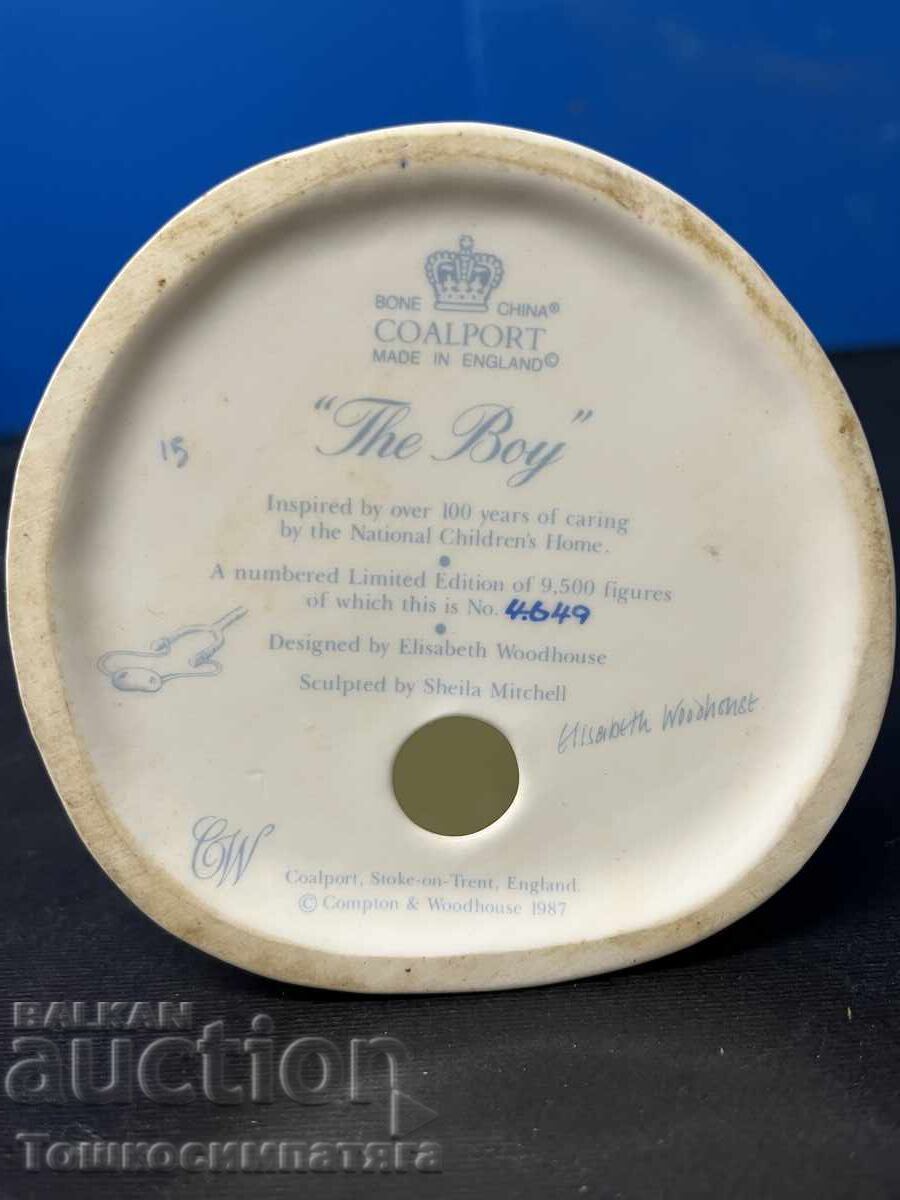 BONE CHINA®
COALPORT
MADE IN ENGLAND©
"The Boy"
15
Inspired by over 100 years of caring
by the National Children's Home.
A numbered Limited Edition of 9,500 figures
of which this is No. 4.649
Designed by Elisabeth Woodhouse
Sculpted by Sheila Mitchell
Elisabeth Woodhouse
CW
Coalport, Stoke-on-Trent, England.
© Compton & Woodhouse 1987
BALKAN
auction
Тошкосимпатяга